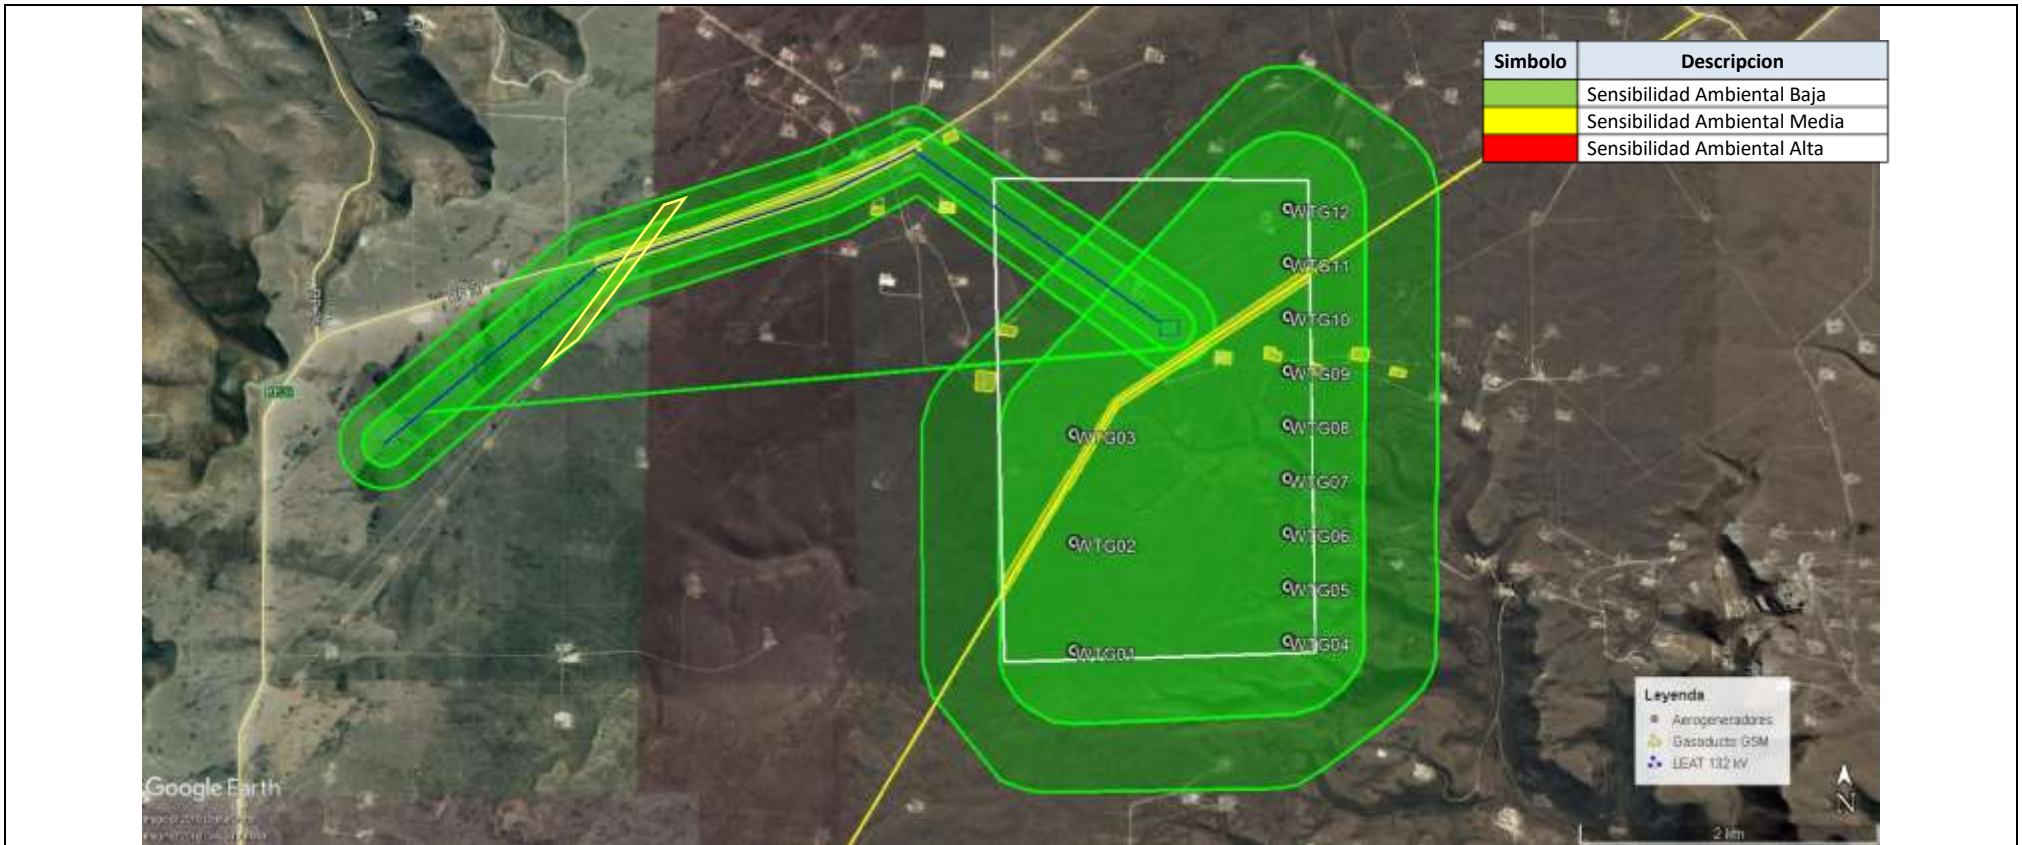 Simbolo Descripcion
Sensibilidad Ambiental Baja
Sensibilidad Ambiental Media
Sensibilidad Ambiental Alta
WTG12
WTG11
WTG10
WTG09
WTG08
WTG03
WTG07
WTG06
WTG02
WTG05
WTG04
WTG01
Leyenda
Aerogeneradores
Gasoducto GSM
LEAT 132 kV
Google Earth
N
2 km